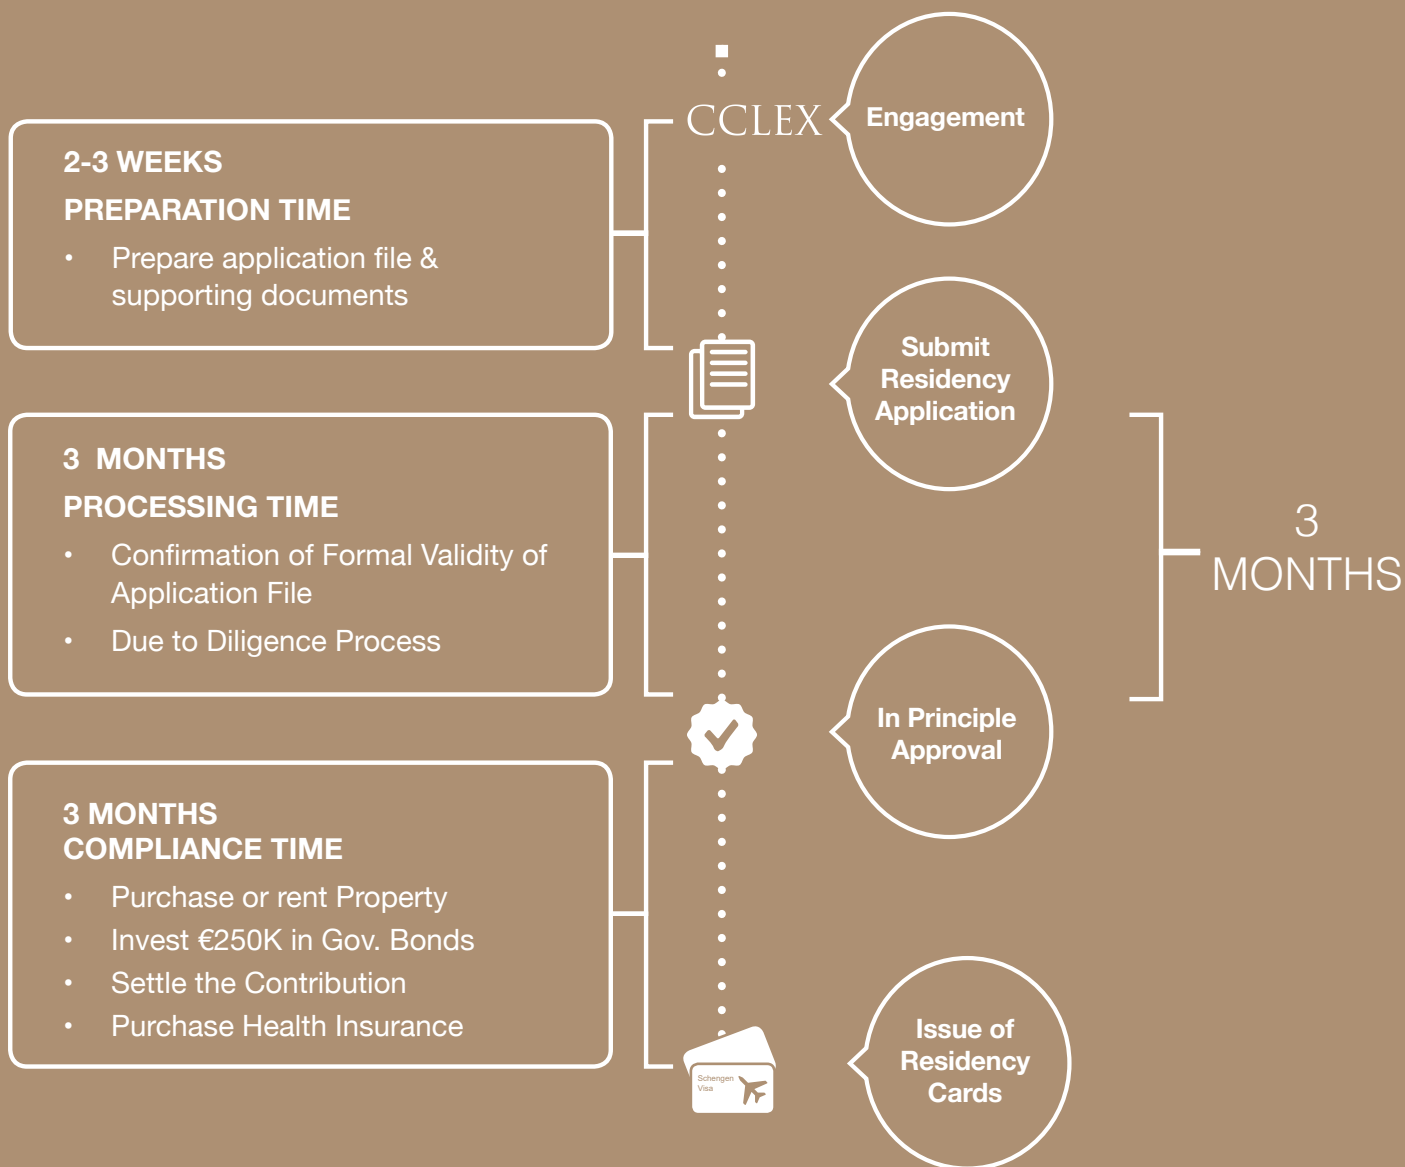 CCLEX
Engagement
2-3 WEEKS
PREPARATION TIME
• Prepare application file &
supporting documents
Submit
Residency
Application
3 MONTHS
PROCESSING TIME
• Confirmation of Formal Validity of
Application File
• Due to Diligence Process
3
MONTHS
In Principle
Approval
3 MONTHS
COMPLIANCE TIME
• Purchase or rent Property
• Invest €250K in Gov. Bonds
• Settle the Contribution
• Purchase Health Insurance
Schengen
Visa
Issue of
Residency
Cards